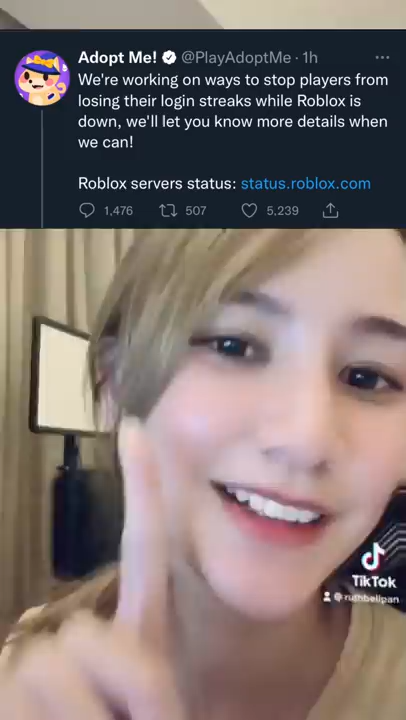 Adopt Me! @PlayAdoptMe · 1h
We're working on ways to stop players from
losing their login streaks while Roblox is
down, we'll let you know more details when
we can!
Roblox servers status: status.roblox.com
1,476 507 5,239
TikTok
@ruthbellpan